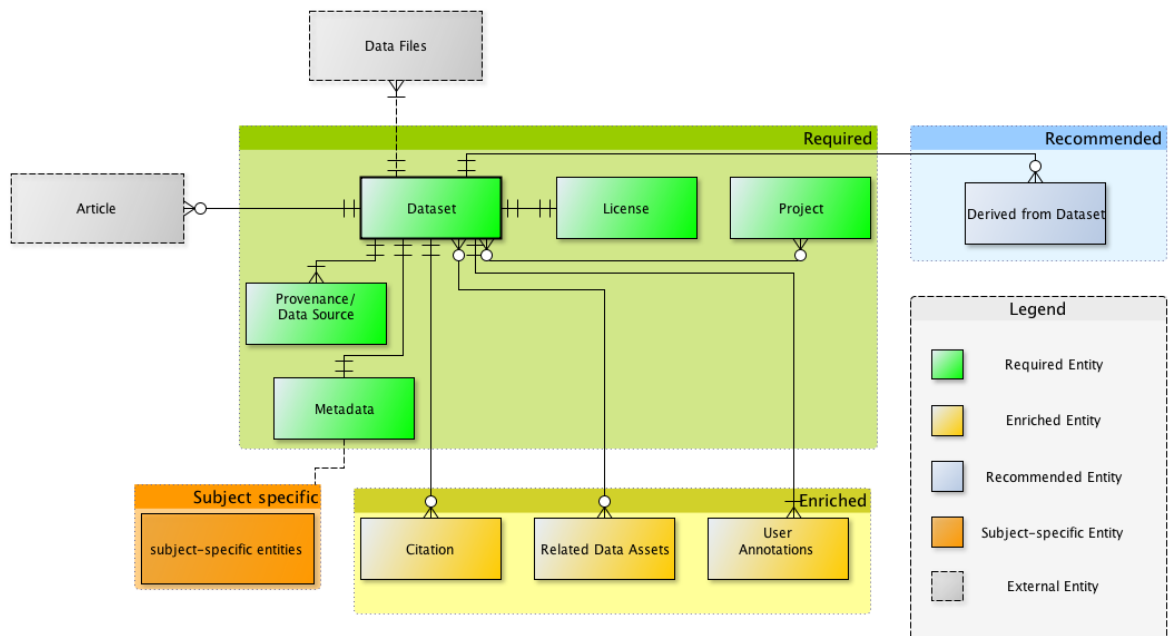 Data Files
Required
Recommended
Article
Dataset
License
Project
Derived from Dataset
Provenance/
Data Source
Metadata
Legend
Required Entity
Enriched Entity
Recommended Entity
Subject-specific Entity
External Entity
Subject specific
subject-specific entities
Enriched
Citation
Related Data Assets
User
Annotations